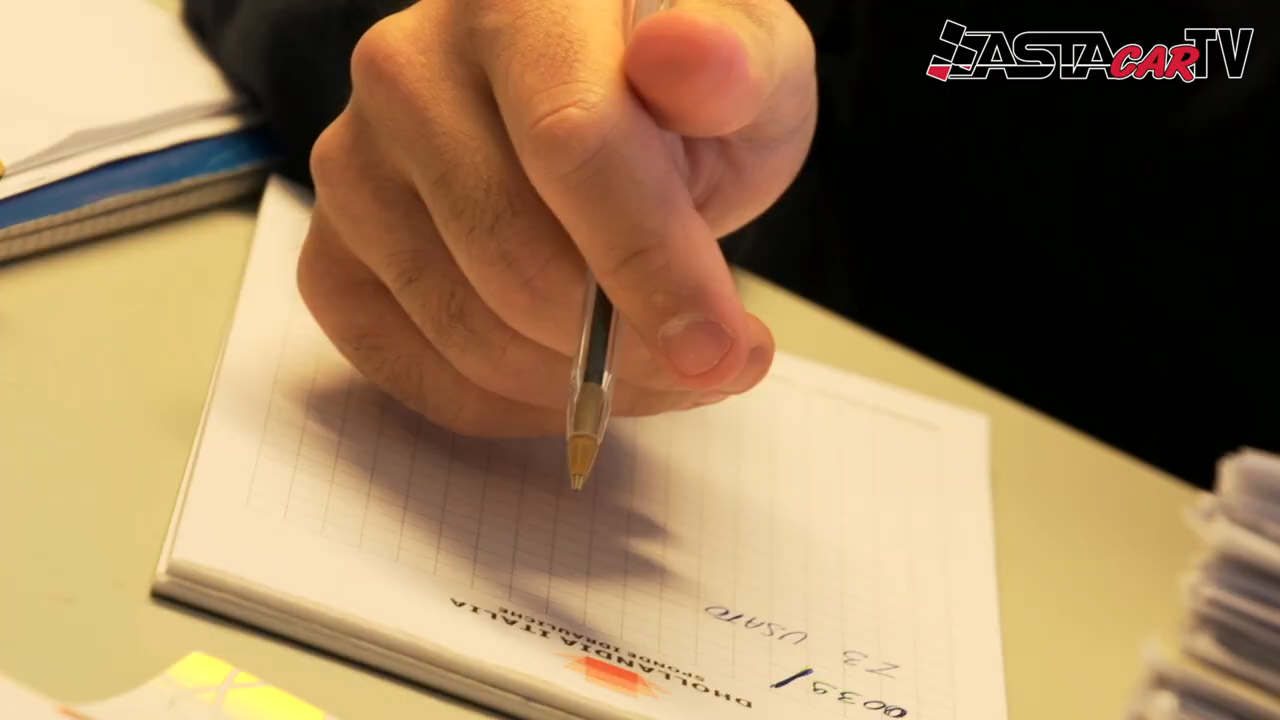 ASTACARTV
DHOLLANDIA ITALIA
SPONDE IDRAULICHE
0039/
Z3 USATO